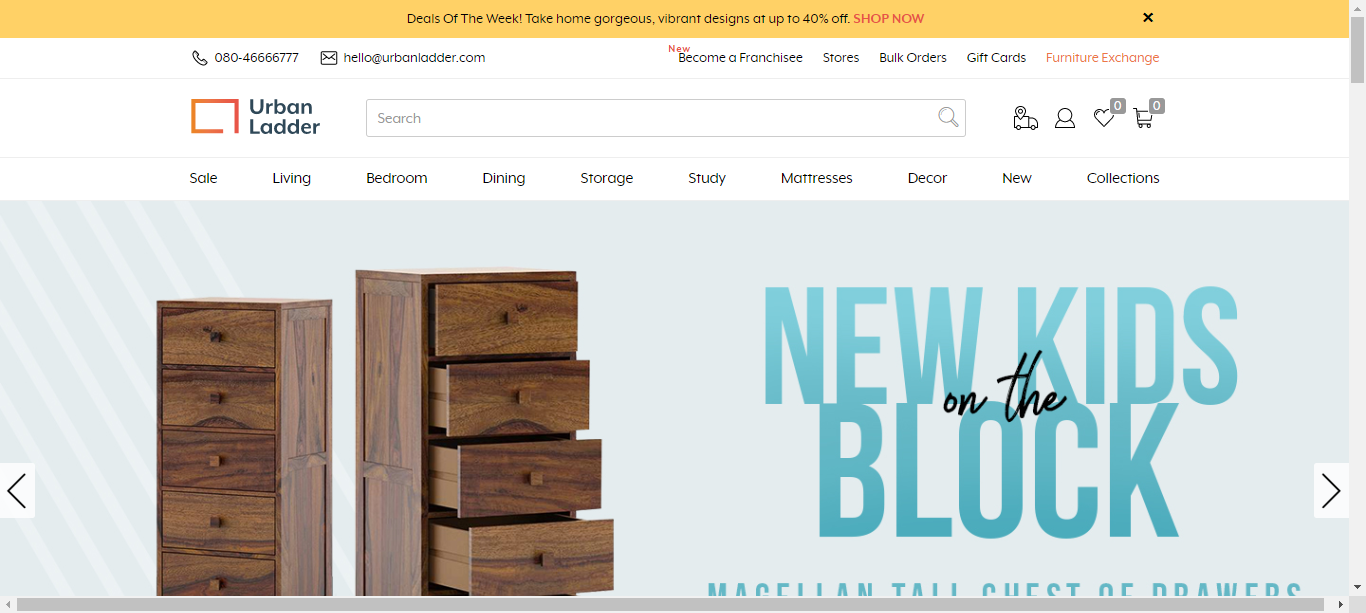 Deals Of The Week! Take home gorgeous, vibrant designs at up to 40% off. SHOP NOW
080-46666777 hello@urbanladder.com New Become a Franchisee Stores Bulk Orders Gift Cards Furniture Exchange
Urban
Ladder
Search
0
0
Sale Living Bedroom Dining Storage Study Mattresses Decor New Collections
NEW KIDS
on the
BLOCK
MAGELLAN TALL CHEST OF DRAWERS